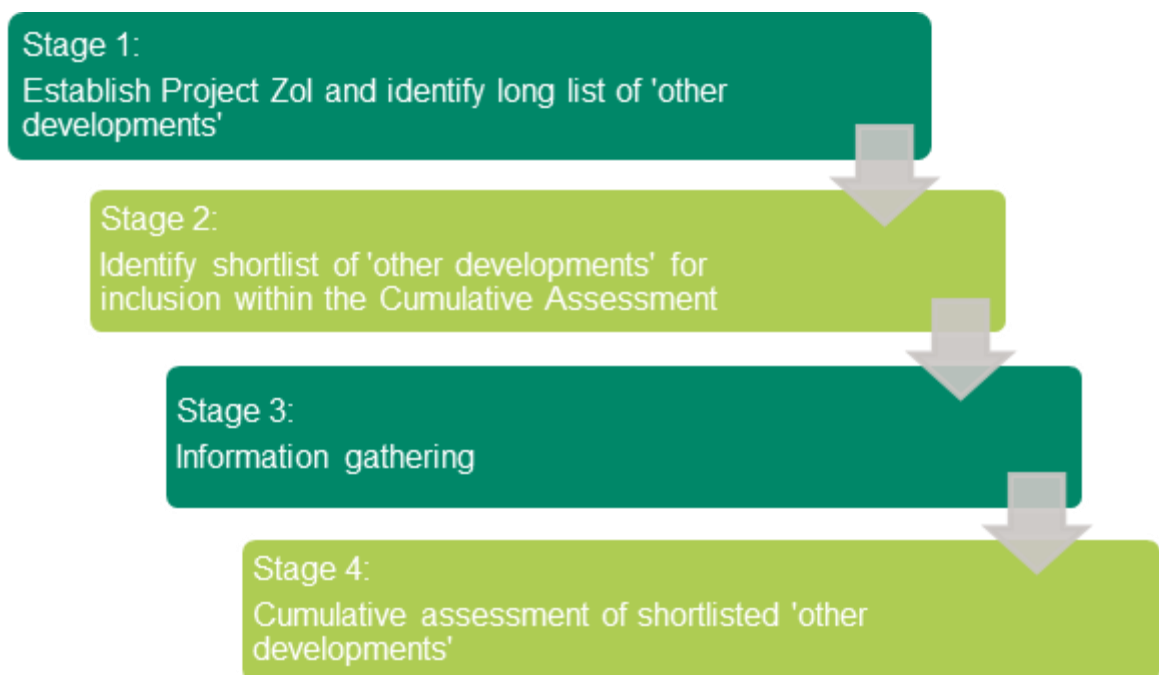 Stage 1:
Establish Project ZoI and identify long list of 'other
developments'
Stage 2:
Identify shortlist of 'other developments' for
inclusion within the Cumulative Assessment
Stage 3:
Information gathering
Stage 4:
Cumulative assessment of shortlisted 'other
developments'